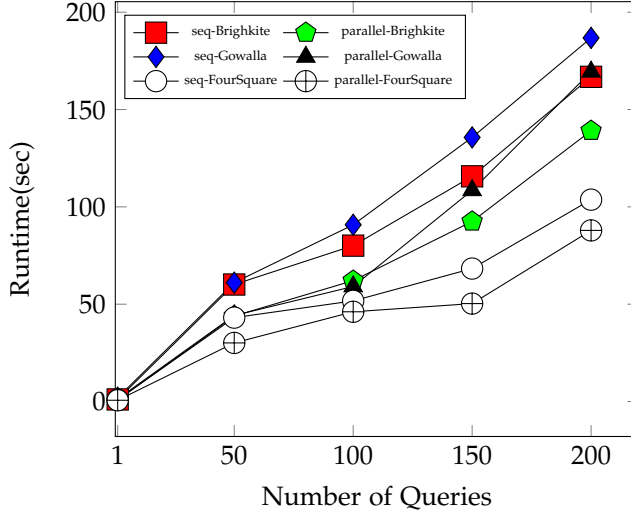 200
150
100
50
0
Runtime(sec)
seq-Brighkite parallel-Brighkite
seq-Gowalla parallel-Gowalla
seq-FourSquare parallel-FourSquare
1 50 100 150 200
Number of Queries